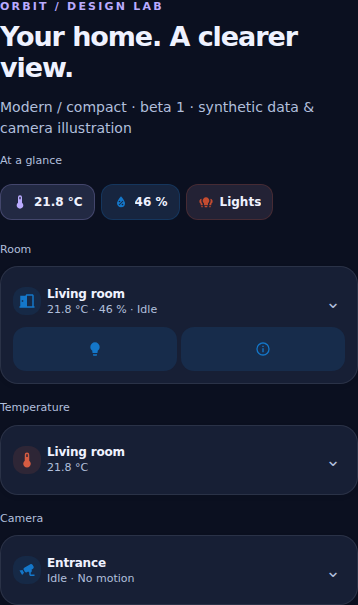 ORBIT / DESIGN LAB
Your home. A clearer
view.
Modern / compact · beta 1 · synthetic data &
camera illustration
At a glance
21.8 °C
46 %
Lights
Room
Living room
21.8 °C · 46 % · Idle
Temperature
Living room
21.8 °C
Camera
Entrance
Idle · No motion